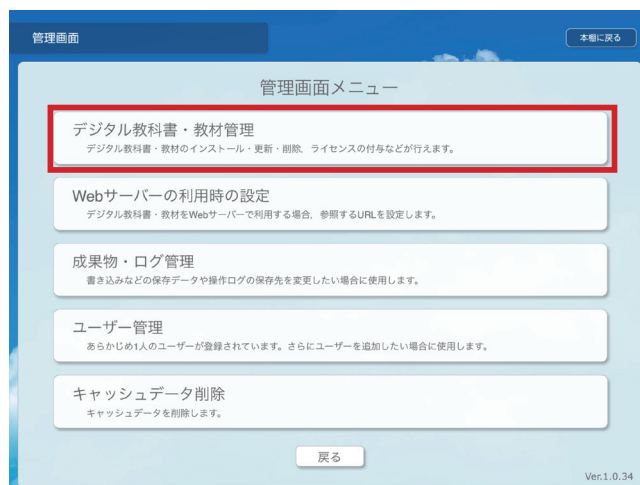 管理画面
本棚に戻る
管理画面メニュー
デジタル教科書・教材管理
デジタル教科書・教材のインストール・更新・削除、ライセンスの付与などが行えます。
Webサーバーの利用時の設定
デジタル教科書・教材をWebサーバーで利用する場合、参照するURLを設定します。
成果物・ログ管理
書き込みなどの保存データや操作ログの保存先を変更したい場合に使用します。
ユーザー管理
あらかじめ1人のユーザーが登録されています。さらにユーザーを追加したい場合に使用します。
キャッシュデータ削除
キャッシュデータを削除します。
戻る
Ver.1.0.34